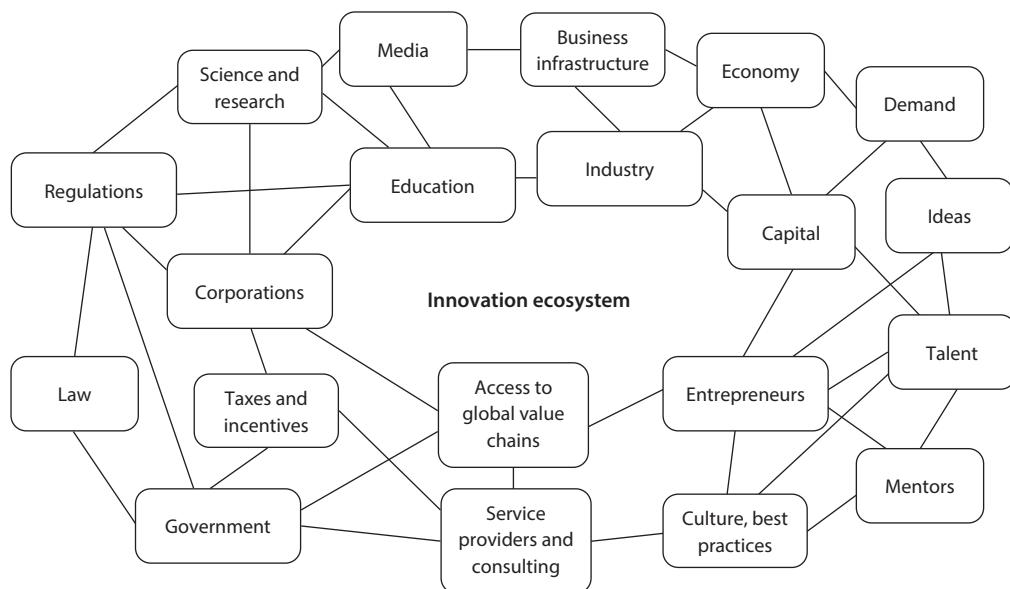 Media
Business
infrastructure
Economy
Science and
research
Demand
Regulations
Education
Industry
Capital
Ideas
Corporations
Innovation ecosystem
Talent
Law
Taxes and
incentives
Access to
global value
chains
Entrepreneurs
Mentors
Government
Service
providers and
consulting
Culture, best
practices